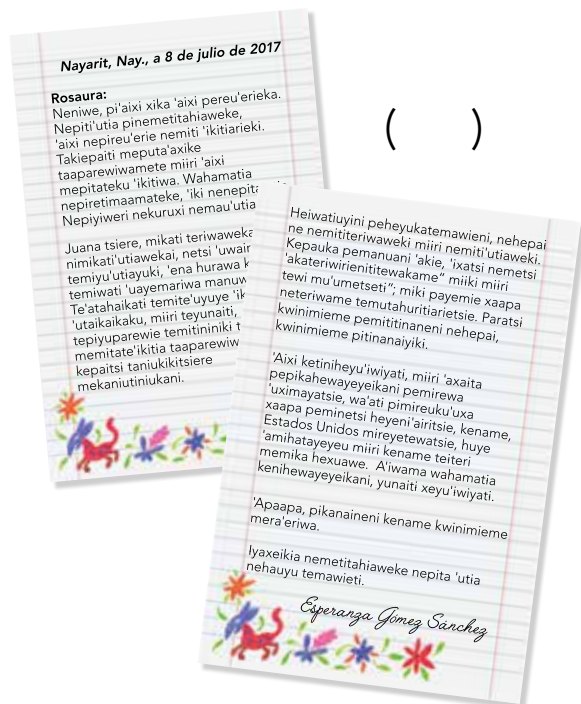 Nayarit, Nay., a 8 de julio de 2017
Rosaura:
Neniwe, pi'aixi xika 'aixi pereu'erieka.
Nepiti'utia pinemetitahiaweke,
'aixi nepireu'erie nemiti 'ikitiarieki.
Takiepaiti meputa'axike
taaparewiwamete miiri 'aixi
mepitateku 'ikitiwa. Wahamatia
nepiretimaamateke, 'iki
Nepiyiweri nekuruxi nemau'utia
Juana tsiere, mikati
nimikati'utiawekai, netsi
temiyu'utiayuki, 'ena hurawa
temiwati 'uayemariwa
Te'atahaikati temite'uyuye
'utaikaikaku, miiri teyunaiti,
tepiyuparewie temitininiki
memitate'ikitia
kepaitsi taniukikitsiere
mekaniutiniukani.
( )
Heiwatiuyini peheyukatemawieni, nehepai
ne nemititeriwaweki miiri nemiti'utiaweki.
Kepauka pemanuani 'akie, 'ixatsi nemetsi
'akateriwirienititewakame" miiki miiri
tewi mu'umetseti"; miki payemie xaapa
neteriwame temutahuritiarietsie. Paratsi
kwinimieme pemititinaneni nehepai,
kwinimieme pitinanaiyiki.
'Aixi ketiniheyu'iwiyati, miiri 'axaita
pepikahewayeyeikani pemirewa
'uximayatsie, wa'ati pimireuku'uxa
xaapa peminetsi heyeni'airitsie, kename,
Estados Unidos mireyetewatsie, huye
'amihatayeyeu miiri kename teiteri
memika hexuawe. A'iwama wahamatia
kenihewayeyeikani, yunaiti xeyu'iwiyati.
'Apaapa, pikanaineni kename kwinimieme
mera'eriwa.
Iyaxeikia nemetitahiaweke nepita 'utia
nehauyu temawieti.
Esperanza Gómez Sánchez